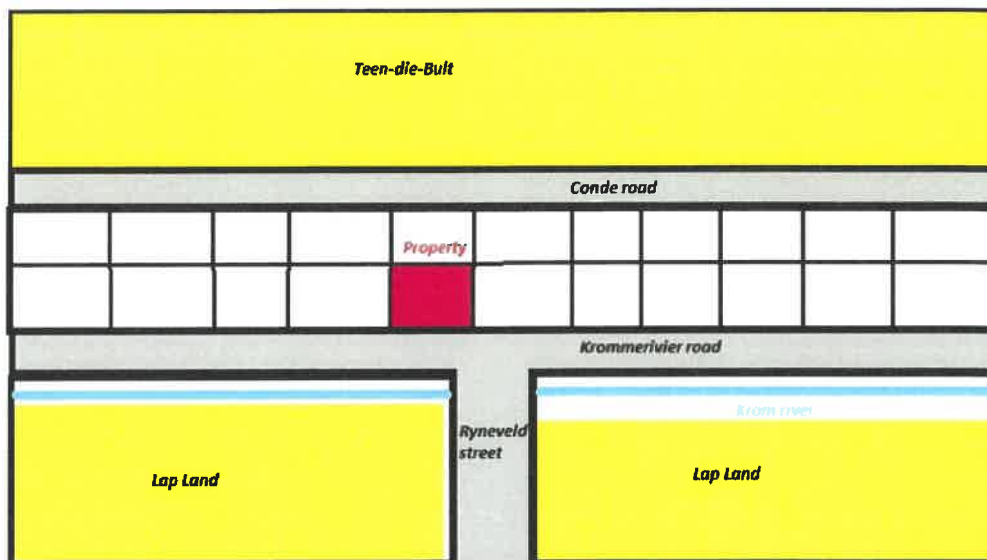 Teen-die-Bult
Conde road
Property
Krommerivier road
Krom river
Ryneveld
street
Lap Land
Lap Land